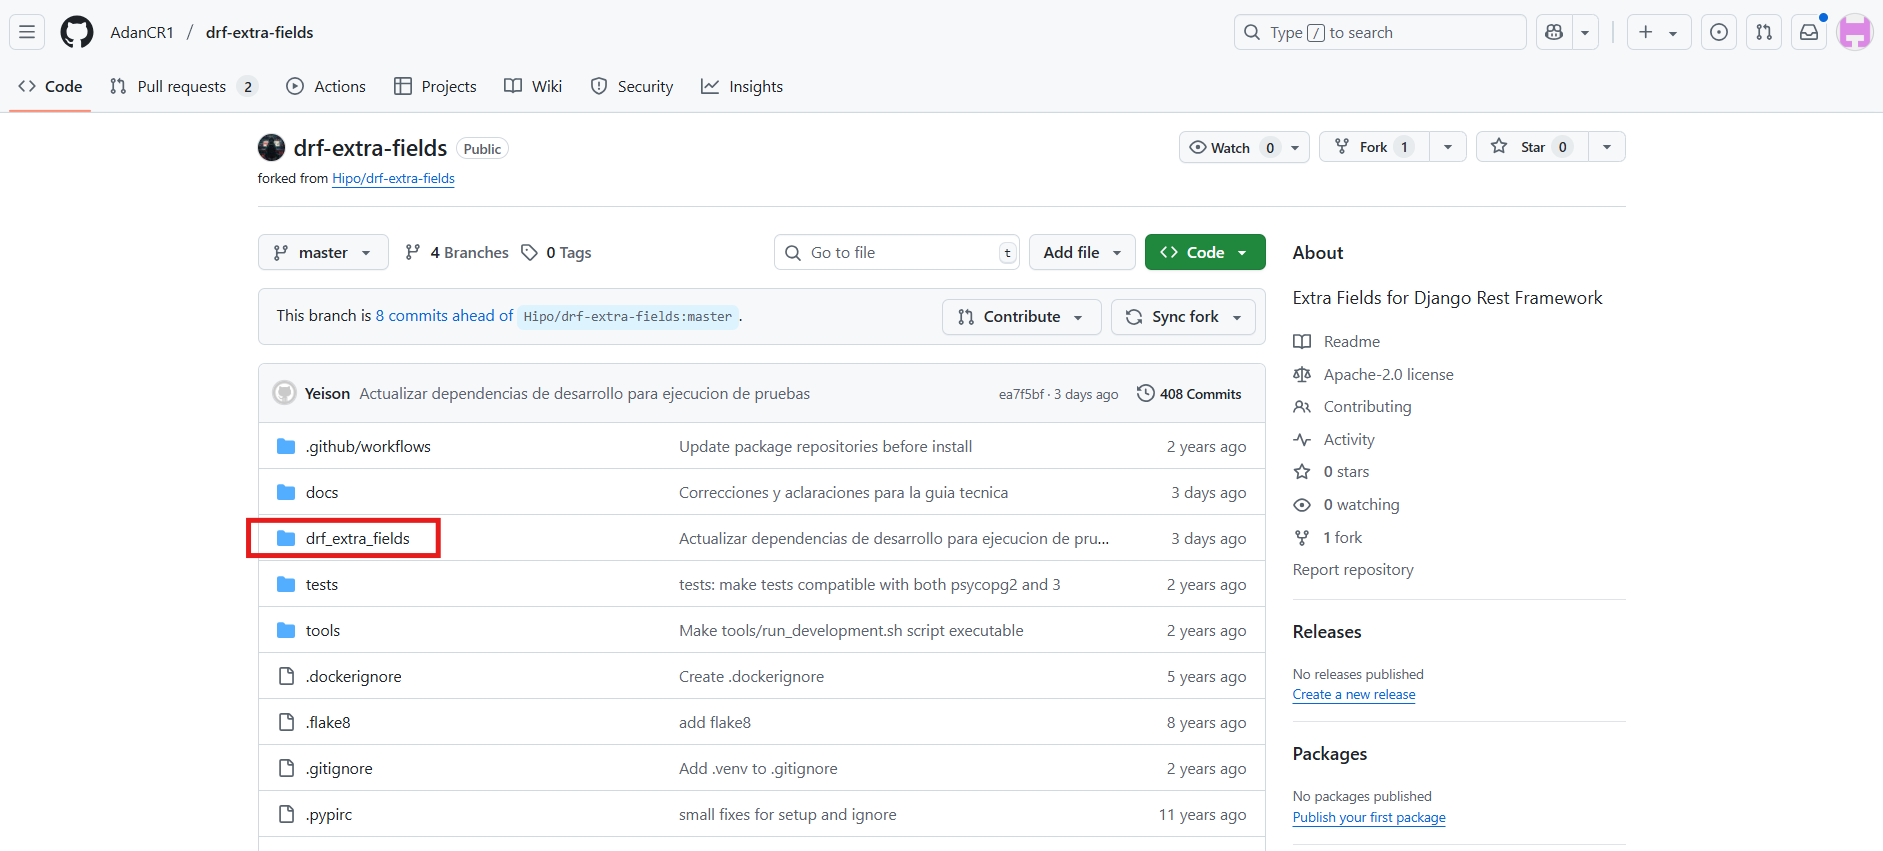 AdanCR1 / drf-extra-fields
Type / to search
Code
Pull requests 2
Actions
Projects
Wiki
Security
Insights
drf-extra-fields Public
forked from Hipo/drf-extra-fields
Watch 0
Fork 1
Star 0
master
4 Branches
0 Tags
Go to file t
Add file
Code
This branch is 8 commits ahead of Hipo/drf-extra-fields:master .
Contribute
Sync fork
Yeison Actualizar dependencias de desarrollo para ejecucion de pruebas ea7f5bf · 3 days ago 408 Commits
.github/workflows Update package repositories before install 2 years ago
docs Correcciones y aclaraciones para la guia tecnica 3 days ago
drf_extra_fields Actualizar dependencias de desarrollo para ejecucion de pru... 3 days ago
tests tests: make tests compatible with both psycopg2 and 3 2 years ago
tools Make tools/run_development.sh script executable 2 years ago
.dockerignore Create .dockerignore 5 years ago
.flake8 add flake8 8 years ago
.gitignore Add .venv to .gitignore 2 years ago
.pypirc small fixes for setup and ignore 11 years ago
About
Extra Fields for Django Rest Framework
Readme
Apache-2.0 license
Contributing
Activity
0 stars
0 watching
1 fork
Report repository
Releases
No releases published
Create a new release
Packages
No packages published
Publish your first package